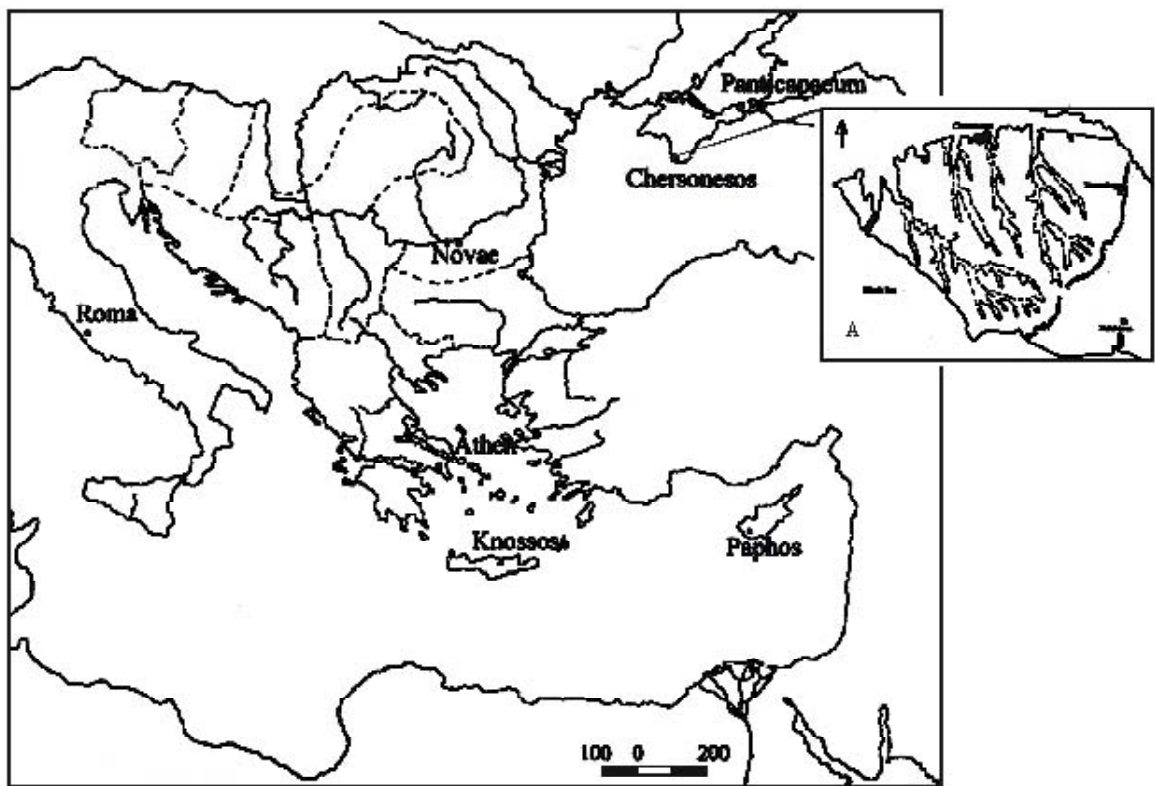 Panticapaeum
Chersonesos
A
Novae
Roma
Athen
Knossos
Paphos
100 0 200